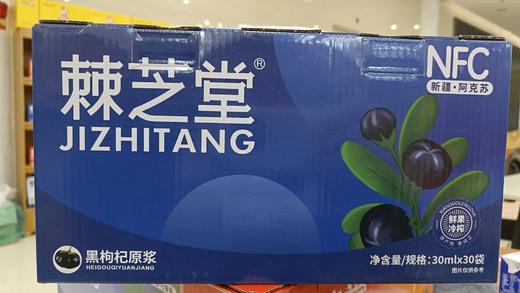 棘芝堂®
JIZHITANG
NFC
新疆·阿克苏
XIANGUOLENGZHA
鲜果
冷榨
黑枸杞原浆
HEIGOUQIYUANJIANG
净含量/规格:30mlx30袋
图片仅供参考